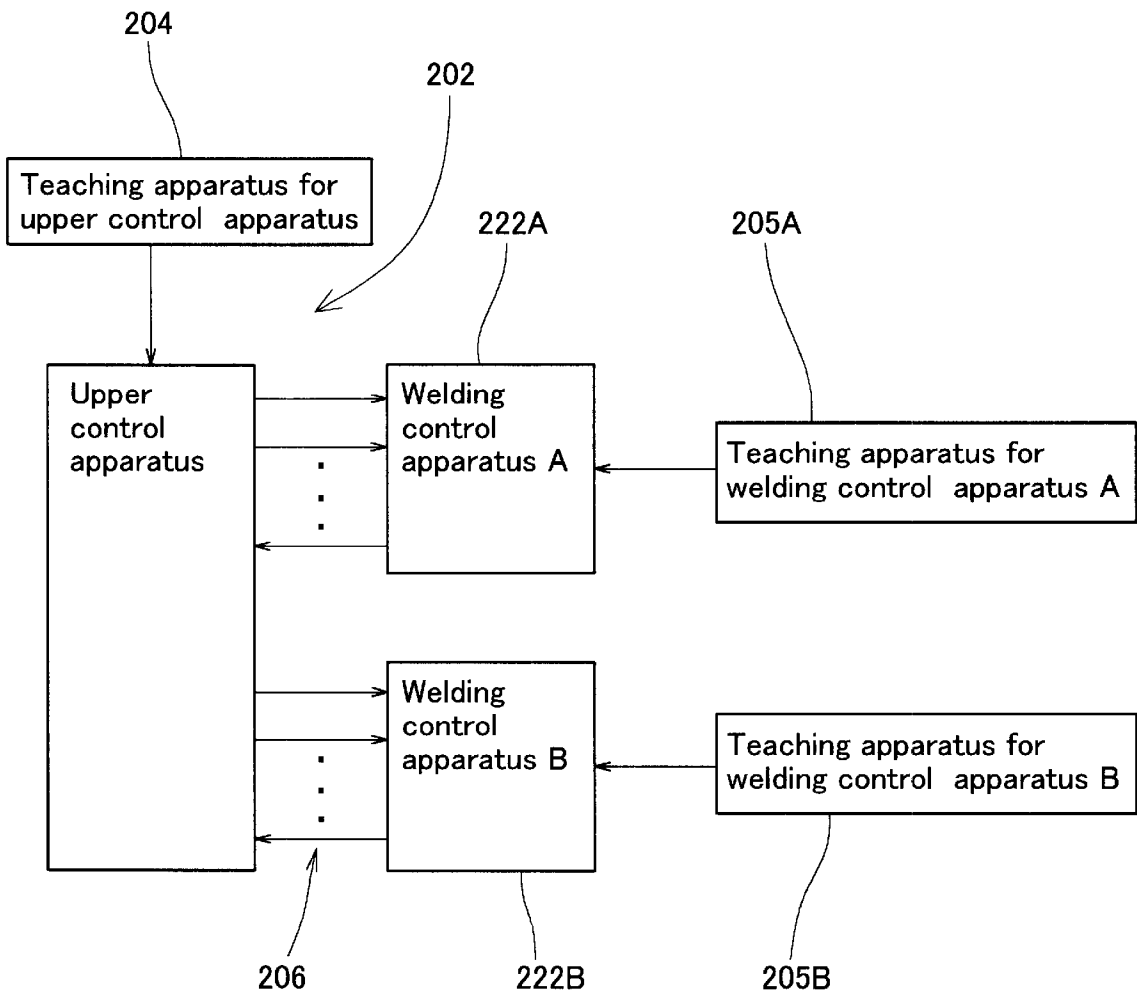 204
202
Teaching apparatus for
upper control apparatus
222A
205A
Upper
control
apparatus
Welding
control
apparatus A
Teaching apparatus for
welding control apparatus A
Welding
control
apparatus B
Teaching apparatus for
welding control apparatus B
206
222B
205B